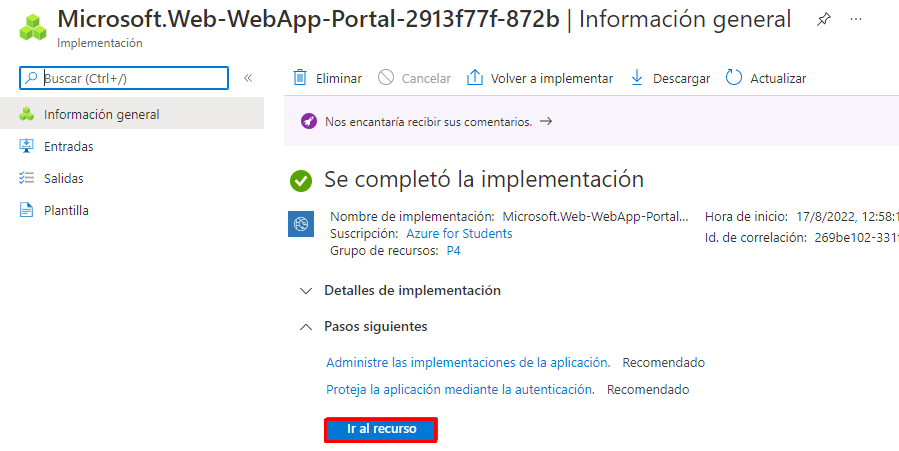 Microsoft.Web-WebApp-Portal-2913f77f-872b | Información general
Implementación
Buscar (Ctrl+/)
Eliminar Cancelar Volver a implementar Descargar Actualizar
Información general
Entradas
Salidas
Plantilla
Nos encantaría recibir sus comentarios. →
Se completó la implementación
Nombre de implementación: Microsoft.Web-WebApp-Portal... Hora de inicio: 17/8/2022, 12:58:1
Suscripción: Azure for Students Id. de correlación: 269be102-331f
Grupo de recursos: P4
Detalles de implementación
Pasos siguientes
Administre las implementaciones de la aplicación. Recomendado
Proteja la aplicación mediante la autenticación. Recomendado
Ir al recurso